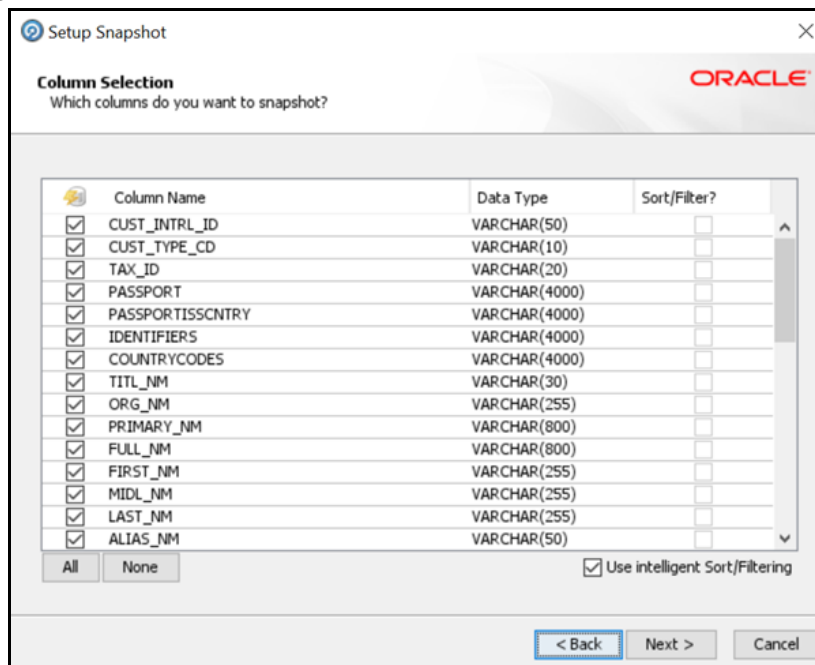 Setup Snapshot
Column Selection
Which columns do you want to snapshot?
ORACLE
Column Name Data Type Sort/Filter?
CUST_INTRL_ID VARCHAR(50)
CUST_TYPE_CD VARCHAR(10)
TAX_ID VARCHAR(20)
PASSPORT VARCHAR(4000)
PASSPORTISSCNTRY VARCHAR(4000)
IDENTIFIERS VARCHAR(4000)
COUNTRYCODES VARCHAR(4000)
TITL_NM VARCHAR(30)
ORG_NM VARCHAR(255)
PRIMARY_NM VARCHAR(800)
FULL_NM VARCHAR(800)
FIRST_NM VARCHAR(255)
MIDL_NM VARCHAR(255)
LAST_NM VARCHAR(255)
ALIAS_NM VARCHAR(50)
All None Use intelligent Sort/Filtering
< Back Next > Cancel